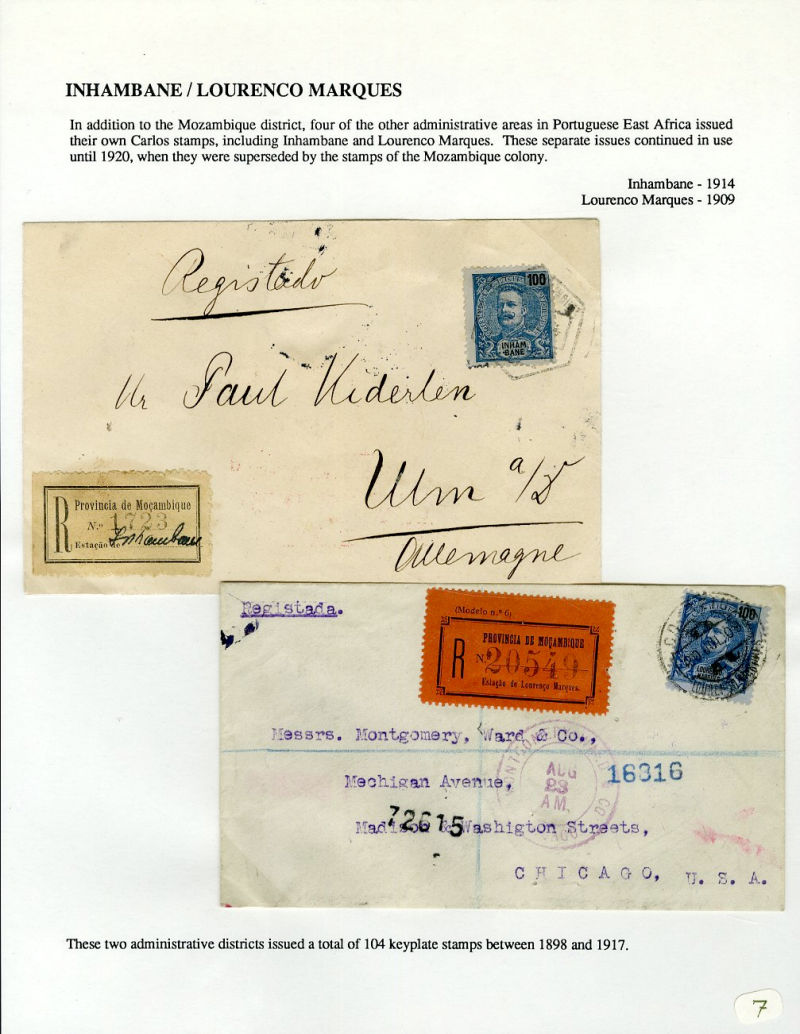 INHAMBANE / LOURENCO MARQUES
In addition to the Mozambique district, four of the other administrative areas in Portuguese East Africa issued
their own Carlos stamps, including Inhambane and Lourenco Marques. These separate issues continued in use
until 1920, when they were superseded by the stamps of the Mozambique colony.
Inhambane - 1914
Lourenco Marques - 1909
Registado
100
INHAM
BANE
Paul Kiderlen
Ulm a/D
Allemagne
R
Provincia de Moçambique
N.º 1723
Estação de Inhambane
Registada.
(Modelo n.º 6)
PROVINCIA DE MOÇAMBIQUE
R N.º 20549
Estação de Lourenço Marques.
100
Messrs. Montgomery, Ward & Co.,
Mechigan Avenue,
Madison & Washigton Streets,
CHICAGO, U. S. A.
AUG
23
AM.
16316
72615
These two administrative districts issued a total of 104 keyplate stamps between 1898 and 1917.
7